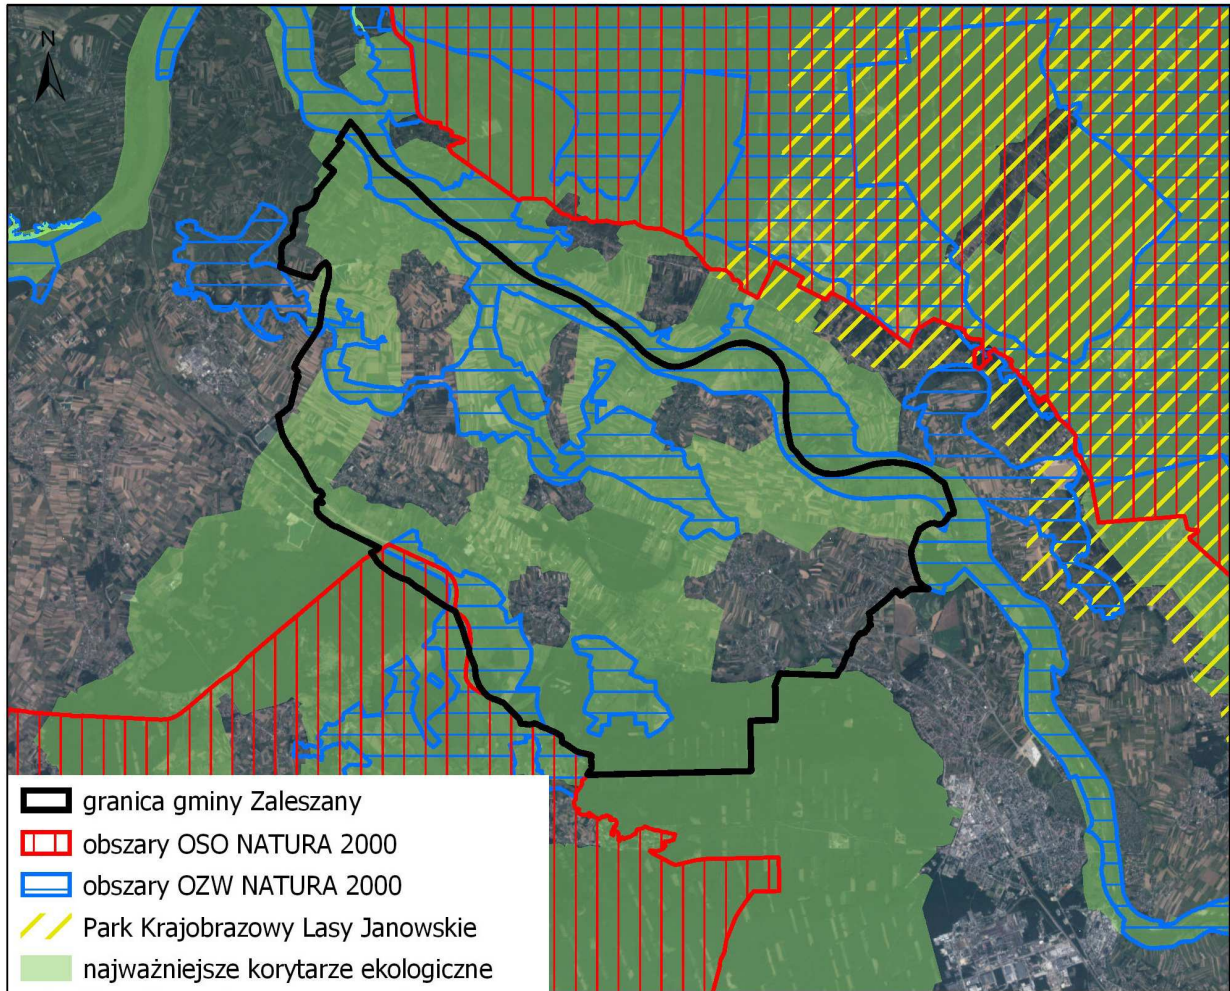 N
granica gminy Zaleszany
obszary OSO NATURA 2000
obszary OZW NATURA 2000
Park Krajobrazowy Lasy Janowskie
najważniejsze korytarze ekologiczne